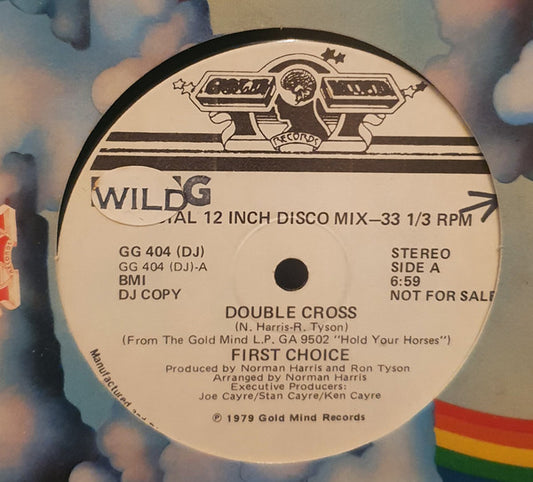 GOLD MIND
RECORDS
WILD G
IAL 12 INCH DISCO MIX—33 1/3 RPM
GG 404 (DJ)
GG 404 (DJ)-A
BMI
DJ COPY
STEREO
SIDE A
6:59
NOT FOR SALE
DOUBLE CROSS
(N. Harris-R. Tyson)
(From The Gold Mind L.P. GA 9502 "Hold Your Horses")
FIRST CHOICE
Produced by Norman Harris and Ron Tyson
Arranged by Norman Harris
Executive Producers:
Joe Cayre/Stan Cayre/Ken Cayre
℗ 1979 Gold Mind Records
Manufactured and